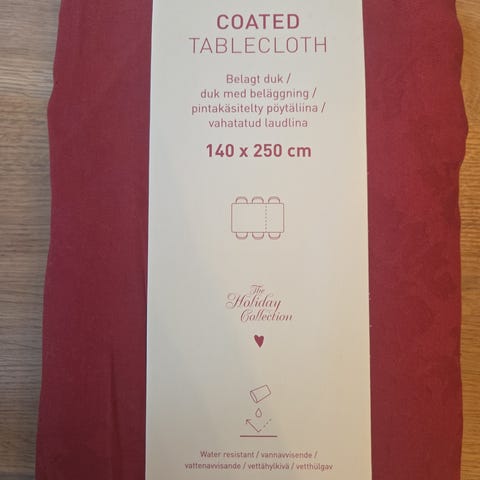 COATED
TABLECLOTH
Belagt duk /
duk med beläggning /
pintakäsitelty pöytäliina /
vahatatud laudlina
140 x 250 cm
The
Holiday
Collection
Water resistant / vannavvisende /
vattenavvisande / vettähylkivä / vetthülgav